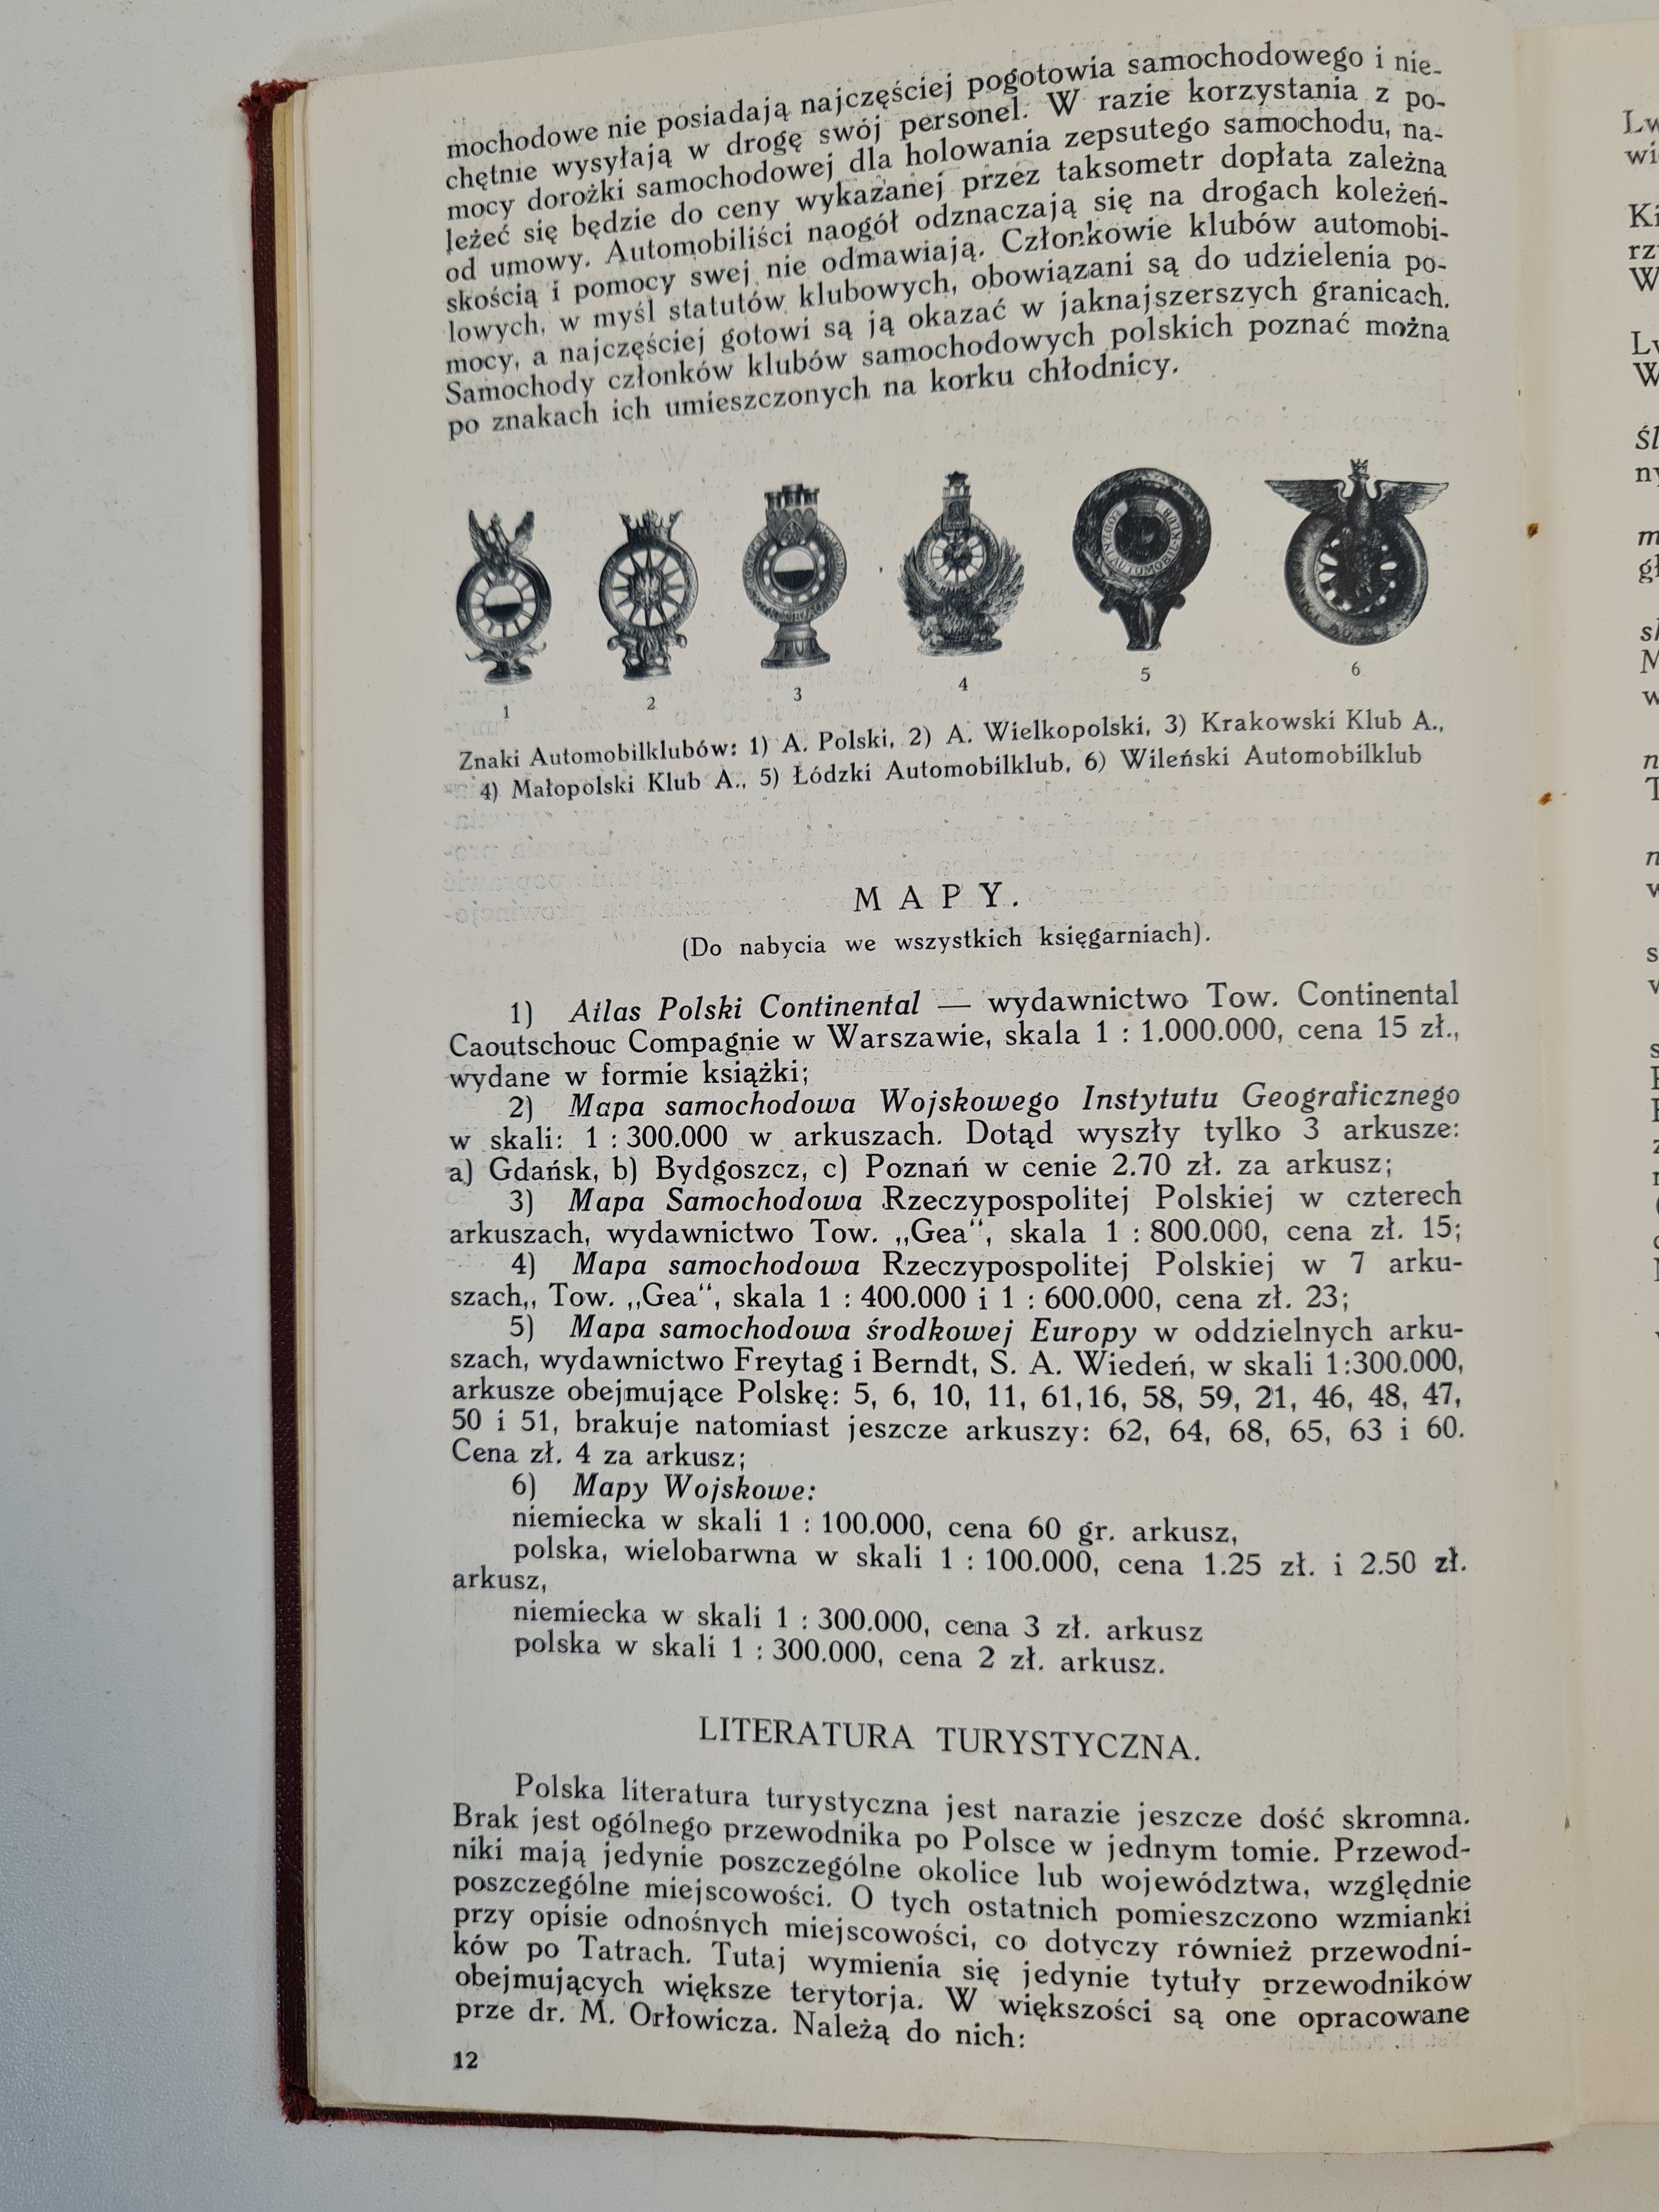 mochodowe nie posiadają najczęściej pogotowia samochodowego i nie-
chętnie wysyłają w drogę swój personel. W razie korzystania z po-
mocy dorożki samochodowej dla holowania zepsutego samochodu, na-
leżeć się będzie do ceny wykazanej przez taksometr dopłata zależna
od umowy. Automobiliści naogół odznaczają się na drogach koleżeń-
skością i pomocy swej nie odmawiają. Członkowie klubów automobi-
lowych, w myśl statutów klubowych, obowiązani są do udzielenia po-
mocy, a najczęściej gotowi są ją okazać w jaknajszerszych granicach.
Samochody członków klubów samochodowych polskich poznać można
po znakach ich umieszczonych na korku chłodnicy.
ŁÓDZKI AUTOMOBIL-KLUB
1 2 3 4 5 6
Znaki Automobilklubów: 1) A. Polski, 2) A. Wielkopolski, 3) Krakowski Klub A.,
4) Małopolski Klub A., 5) Łódzki Automobilklub, 6) Wileński Automobilklub
MAPY.
(Do nabycia we wszystkich księgarniach).
1) Atlas Polski Continental — wydawnictwo Tow. Continental
Caoutschouc Compagnie w Warszawie, skala 1 : 1.000.000, cena 15 zł.,
wydane w formie książki;
2) Mapa samochodowa Wojskowego Instytutu Geograficznego
w skali: 1 : 300.000 w arkuszach. Dotąd wyszły tylko 3 arkusze:
a) Gdańsk, b) Bydgoszcz, c) Poznań w cenie 2.70 zł. za arkusz;
3) Mapa Samochodowa Rzeczypospolitej Polskiej w czterech
arkuszach, wydawnictwo Tow. „Gea“, skala 1 : 800.000, cena zł. 15;
4) Mapa samochodowa Rzeczypospolitej Polskiej w 7 arku-
szach,, Tow. „Gea“, skala 1 : 400.000 i 1 : 600.000, cena zł. 23;
5) Mapa samochodowa środkowej Europy w oddzielnych arku-
szach, wydawnictwo Freytag i Berndt, S. A. Wiedeń, w skali 1:300.000,
arkusze obejmujące Polskę: 5, 6, 10, 11, 61,16, 58, 59, 21, 46, 48, 47,
50 i 51, brakuje natomiast jeszcze arkuszy: 62, 64, 68, 65, 63 i 60.
Cena zł. 4 za arkusz;
6) Mapy Wojskowe:
niemiecka w skali 1 : 100.000, cena 60 gr. arkusz,
polska, wielobarwna w skali 1 : 100.000, cena 1.25 zł. i 2.50 zł.
arkusz,
niemiecka w skali 1 : 300.000, cena 3 zł. arkusz
polska w skali 1 : 300.000, cena 2 zł. arkusz.
LITERATURA TURYSTYCZNA.
Polska literatura turystyczna jest narazie jeszcze dość skromna.
Brak jest ogólnego przewodnika po Polsce w jednym tomie. Przewod-
niki mają jedynie poszczególne okolice lub województwa, względnie
poszczególne miejscowości. O tych ostatnich pomieszczono wzmianki
przy opisie odnośnych miejscowości, co dotyczy również przewodni-
ków po Tatrach. Tutaj wymienia się jedynie tytuły przewodników
obejmujących większe terytorja. W większości są one opracowane
prze dr. M. Orłowicza. Należą do nich:
12